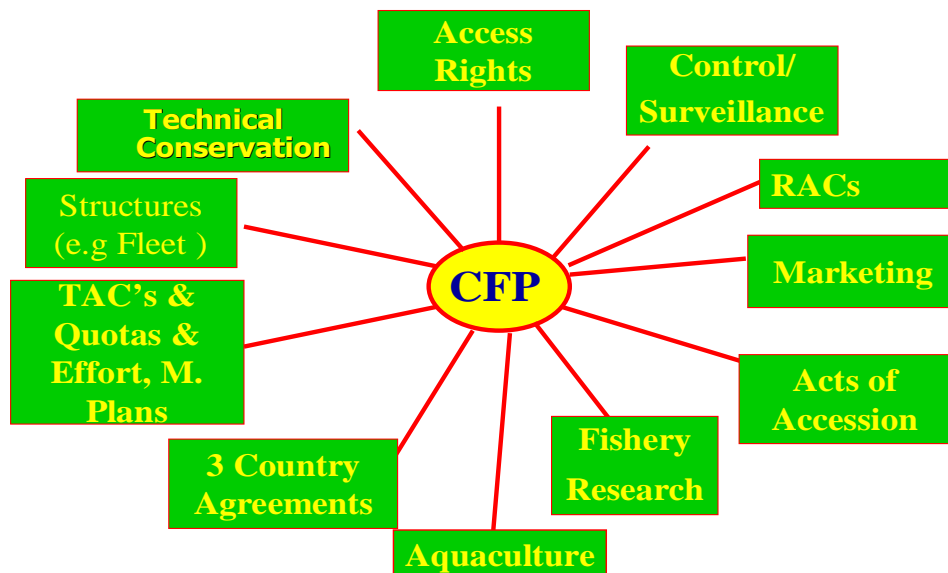 Access
Rights
Control/
Surveillance
Technical
Conservation
RACs
Structures
(e.g Fleet )
CFP
Marketing
TAC's &
Quotas &
Effort, M.
Plans
Acts of
Accession
Fishery
Research
3 Country
Agreements
Aquaculture